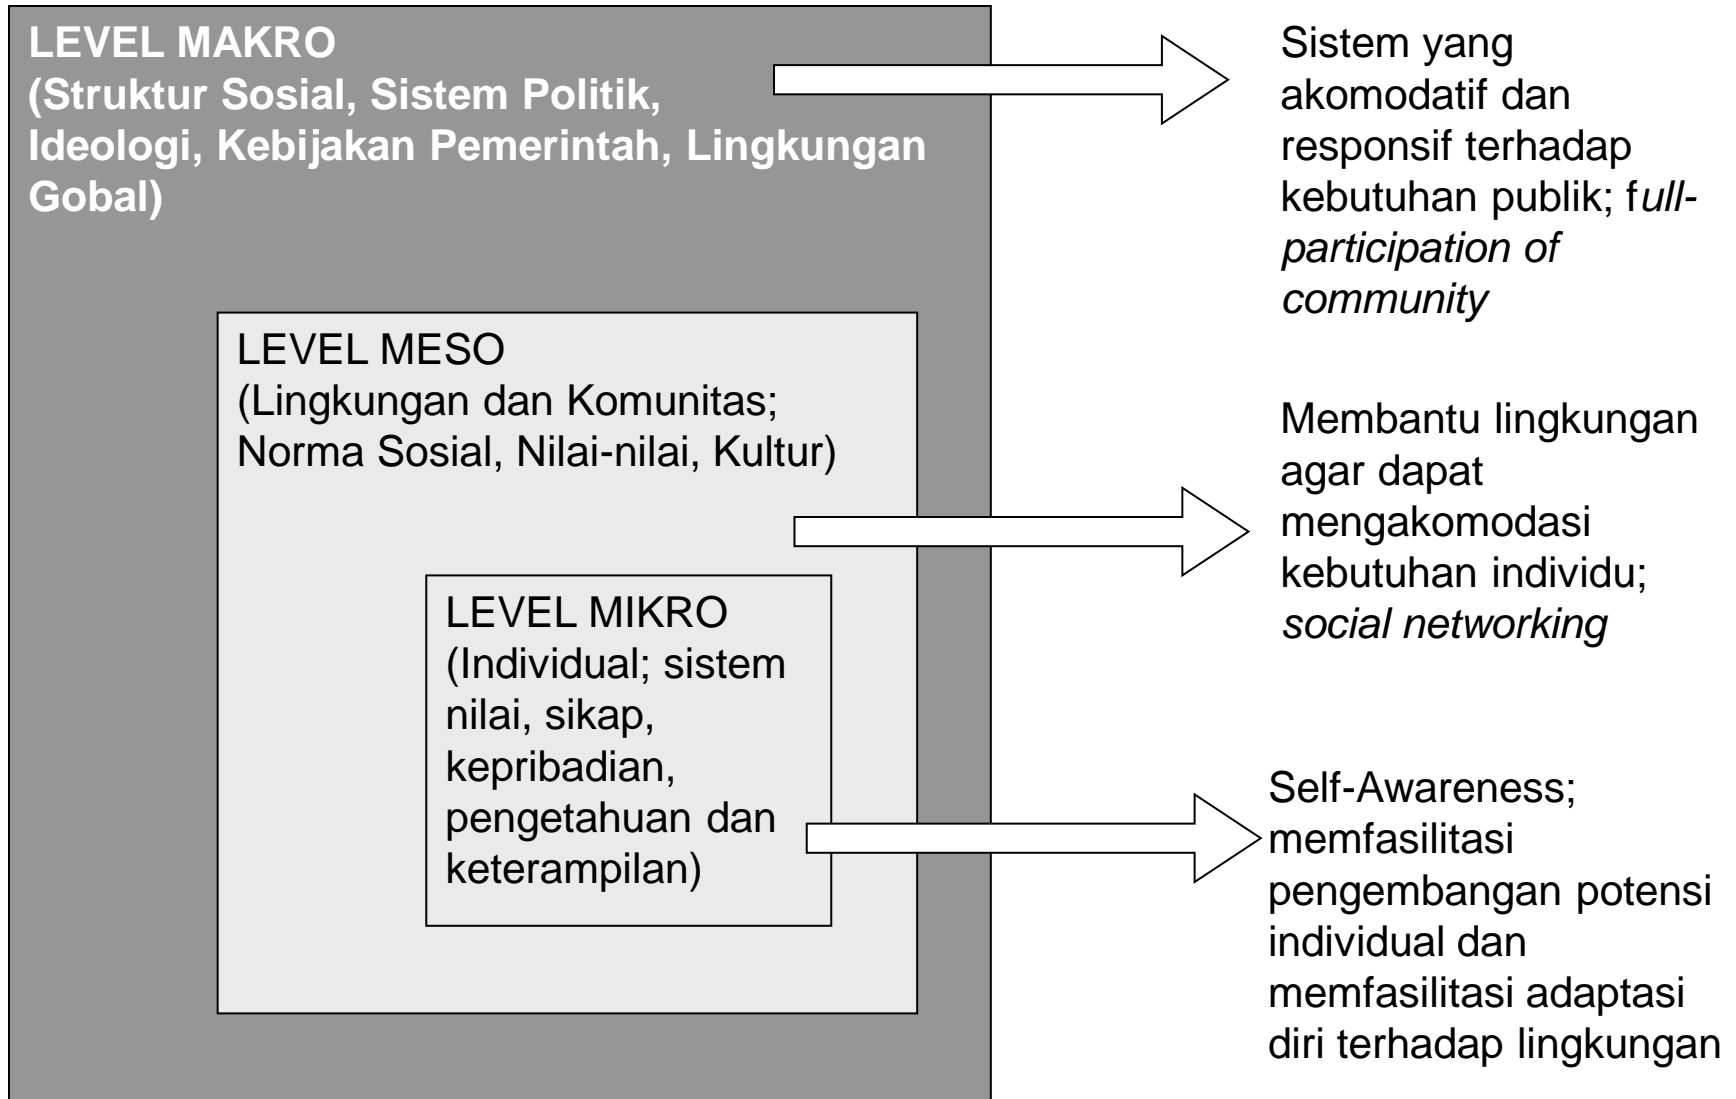 LEVEL MAKRO
(Struktur Sosial, Sistem Politik,
Ideologi, Kebijakan Pemerintah, Lingkungan
Gobal)
Sistem yang
akomodatif dan
responsif terhadap
kebutuhan publik; full-
participation of
community
LEVEL MESO
(Lingkungan dan Komunitas;
Norma Sosial, Nilai-nilai, Kultur)
Membantu lingkungan
agar dapat
mengakomodasi
kebutuhan individu;
social networking
LEVEL MIKRO
(Individual; sistem
nilai, sikap,
kepribadian,
pengetahuan dan
keterampilan)
Self-Awareness;
memfasilitasi
pengembangan potensi
individual dan
memfasilitasi adaptasi
diri terhadap lingkungan